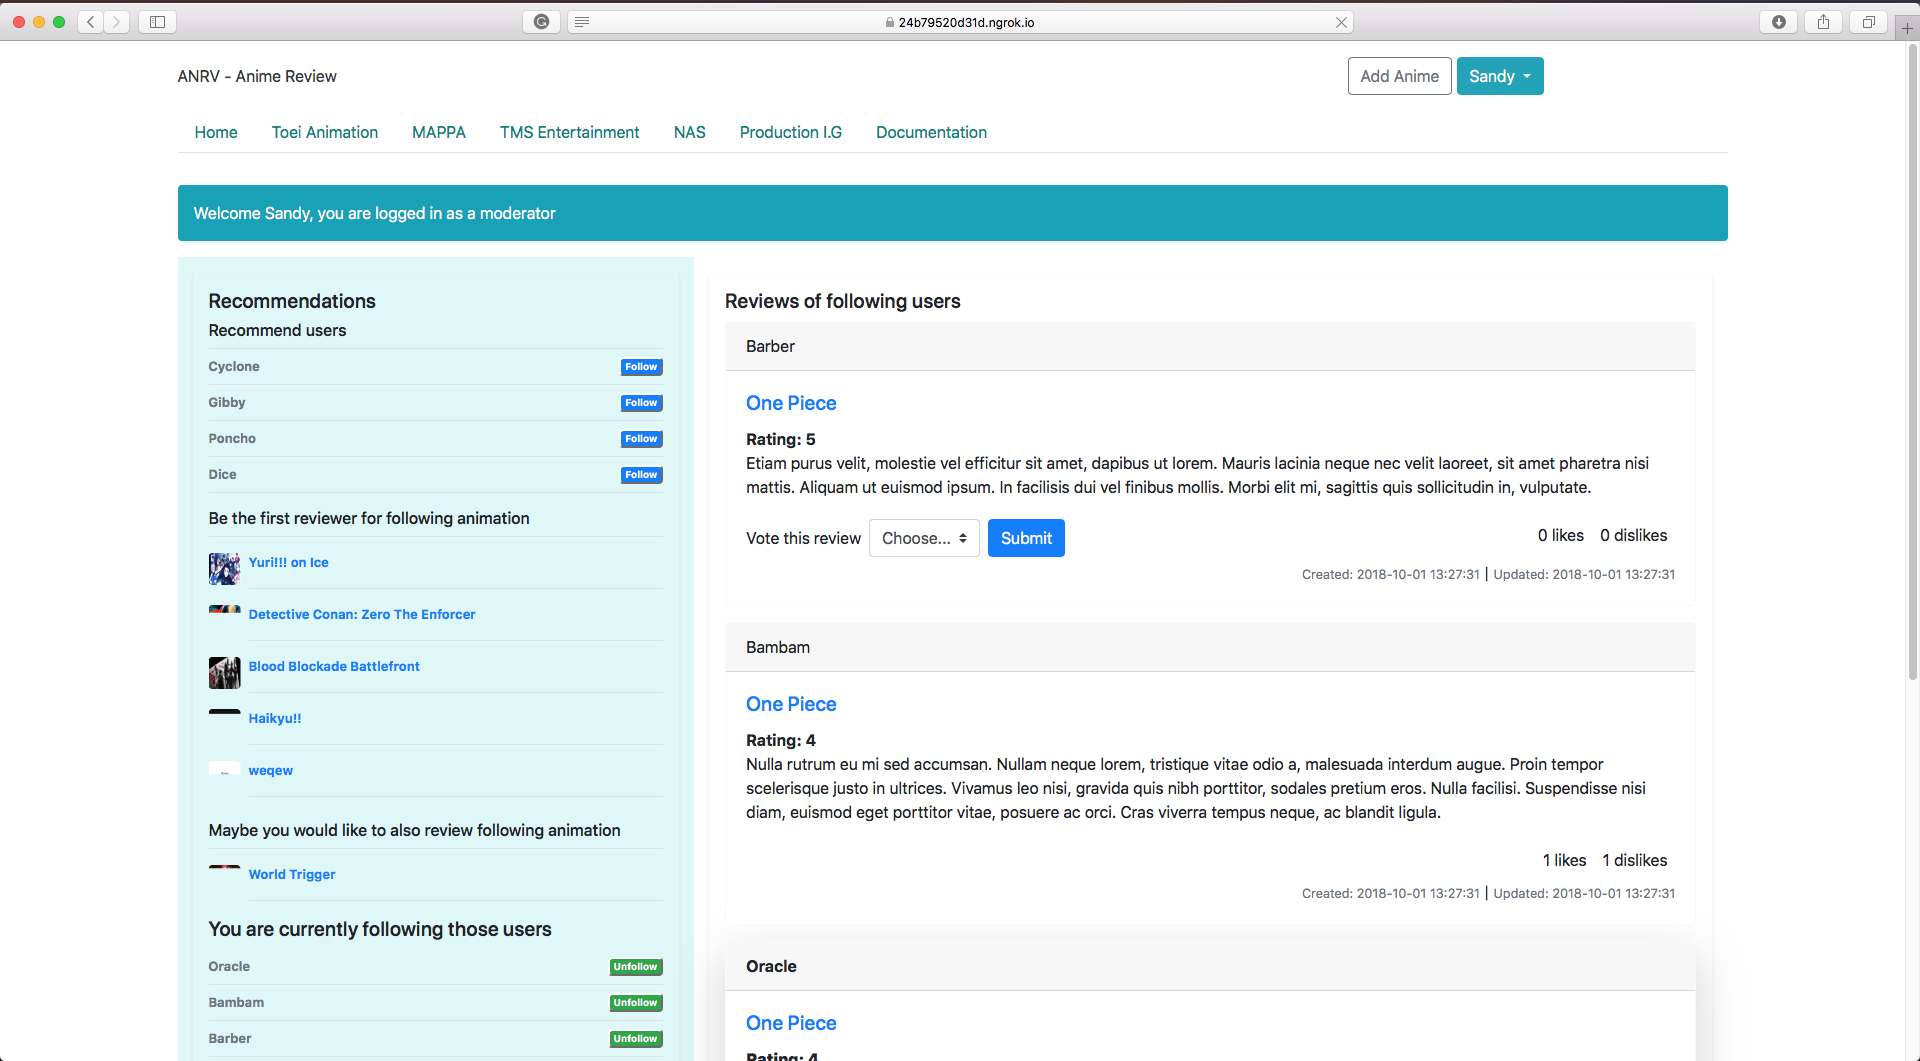 24b79520d31d.ngrok.io
ANRV - Anime Review
Add Anime
Sandy
Home
Toei Animation
MAPPA
TMS Entertainment
NAS
Production I.G
Documentation
Welcome Sandy, you are logged in as a moderator
Recommendations
Recommend users
Cyclone
Follow
Gibby
Follow
Poncho
Follow
Dice
Follow
Be the first reviewer for following animation
Yuri!!! on Ice
Detective Conan: Zero The Enforcer
Blood Blockade Battlefront
Haikyu!!
weqew
Maybe you would like to also review following animation
World Trigger
You are currently following those users
Oracle
Unfollow
Bambam
Unfollow
Barber
Unfollow
Reviews of following users
Barber
One Piece
Rating: 5
Etiam purus velit, molestie vel efficitur sit amet, dapibus ut lorem. Mauris lacinia neque nec velit laoreet, sit amet pharetra nisi
mattis. Aliquam ut euismod ipsum. In facilisis dui vel finibus mollis. Morbi elit mi, sagittis quis sollicitudin in, vulputate.
Vote this review
Choose...
Submit
0 likes 0 dislikes
Created: 2018-10-01 13:27:31 | Updated: 2018-10-01 13:27:31
Bambam
One Piece
Rating: 4
Nulla rutrum eu mi sed accumsan. Nullam neque lorem, tristique vitae odio a, malesuada interdum augue. Proin tempor
scelerisque justo in ultrices. Vivamus leo nisi, gravida quis nibh porttitor, sodales pretium eros. Nulla facilisi. Suspendisse nisi
diam, euismod eget porttitor vitae, posuere ac orci. Cras viverra tempus neque, ac blandit ligula.
1 likes 1 dislikes
Created: 2018-10-01 13:27:31 | Updated: 2018-10-01 13:27:31
Oracle
One Piece
Rating: 4